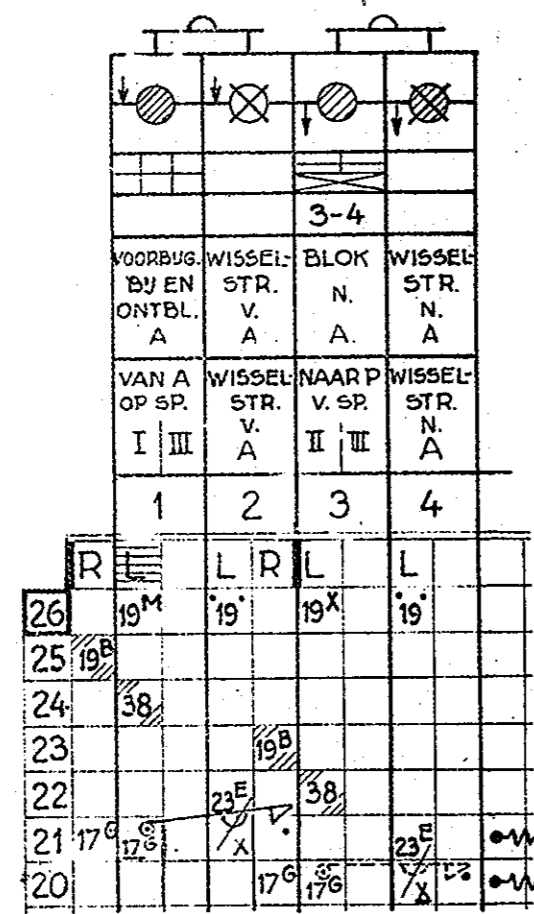 3-4
VOORBIJG. WISSEL- BLOK WISSEL-
BIJ EN STR. N. STR.
ONTBL. V. A. N.
A A A
VAN A WISSEL- NAAR P WISSEL-
OP SP. STR. V. SP. STR.
I III V. II III N.
A A
1 2 3 4
R L L R L L
26 19M 19 19X 19
25 19B
24 38
23 19B
22 23E 38
21 17G 17G X 23E
20 17G 17G X